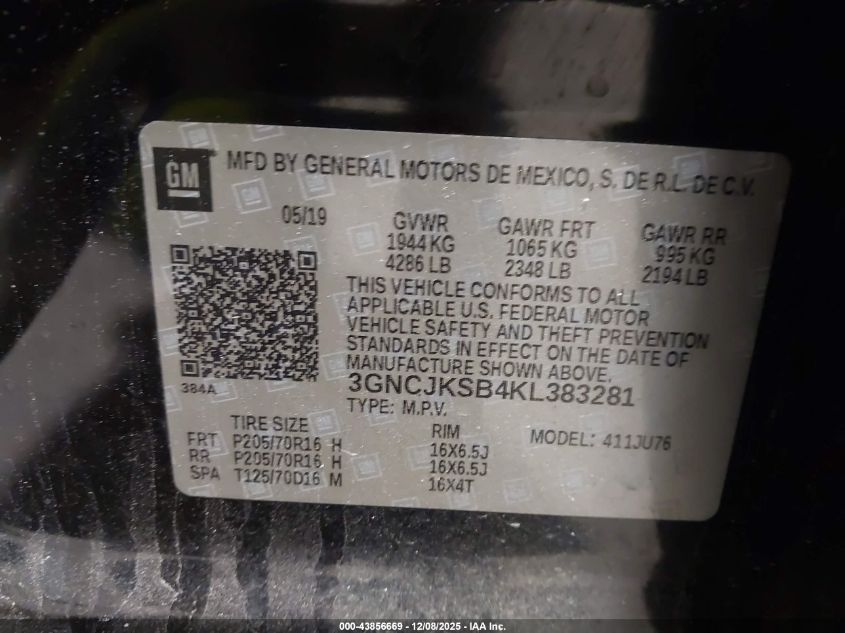 GM
MFD BY GENERAL MOTORS DE MEXICO, S. DE R.L. DE C.V.
05/19
GVWR GAWR FRT GAWR RR
1944 KG 1065 KG 995 KG
4286 LB 2348 LB 2194 LB
THIS VEHICLE CONFORMS TO ALL
APPLICABLE U.S. FEDERAL MOTOR
VEHICLE SAFETY AND THEFT PREVENTION
STANDARDS IN EFFECT ON THE DATE OF
MANUFACTURE SHOWN ABOVE.
384A
3GNCJKSB4KL383281
TYPE: M.P.V.
TIRE SIZE RIM MODEL: 411JU76
FRT P205/70R16 H 16X6.5J
RR P205/70R16 H 16X6.5J
SPA T125/70D16 M 16X4T
000-43856669 - 12/08/2025 - IAA Inc.